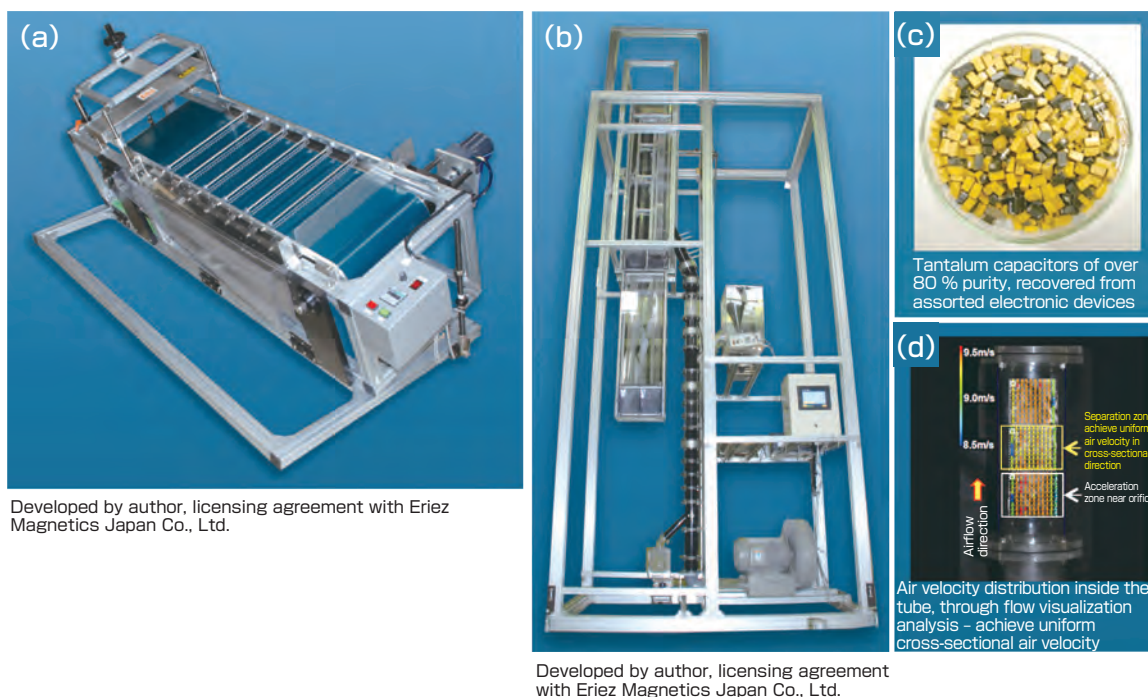 (a)
Developed by author, licensing agreement with Eriez
Magnetics Japan Co., Ltd.
(b)
Developed by author, licensing agreement
with Eriez Magnetics Japan Co., Ltd.
(c)
Tantalum capacitors of over
80 % purity, recovered from
assorted electronic devices
(d)
9.5m/s
9.0m/s
8.5m/s
Separation zon
achieve uniform
air velocity in
cross-sectiona
direction
Acceleration
zone near orific
Airflow
direction
Air velocity distribution inside the
tube, through flow visualization
analysis – achieve uniform
cross-sectional air velocity